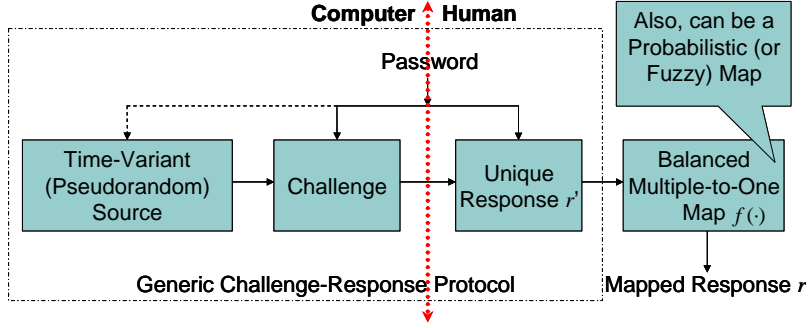 Computer Human
Also, can be a
Probabilistic (or
Fuzzy) Map
Password
Time-Variant
(Pseudorandom)
Source
Challenge
Unique
Response r'
Balanced
Multiple-to-One
Map f(·)
Generic Challenge-Response Protocol
Mapped Response r